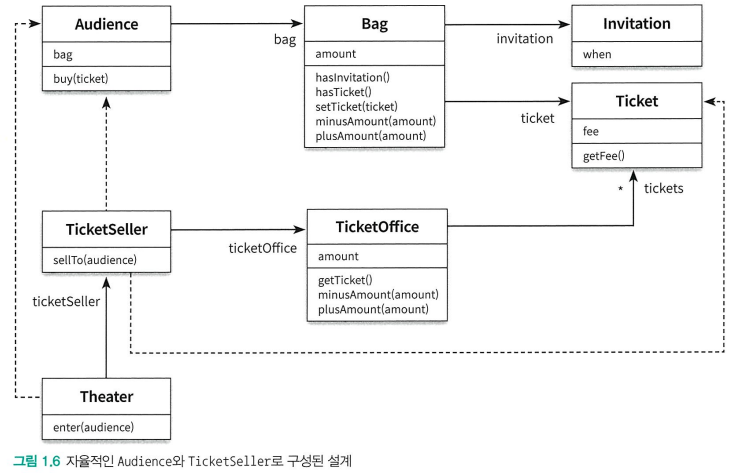 Audience
bag
buy(ticket)
bag
Bag
amount
hasInvitation()
hasTicket()
setTicket(ticket)
minusAmount(amount)
plusAmount(amount)
invitation
Invitation
when
ticket
Ticket
fee
getFee()
* tickets
TicketSeller
sellTo(audience)
ticketOffice
TicketOffice
amount
getTicket()
minusAmount(amount)
plusAmount(amount)
ticketSeller
Theater
enter(audience)
그림 1.6 자율적인 Audience와 TicketSeller로 구성된 설계